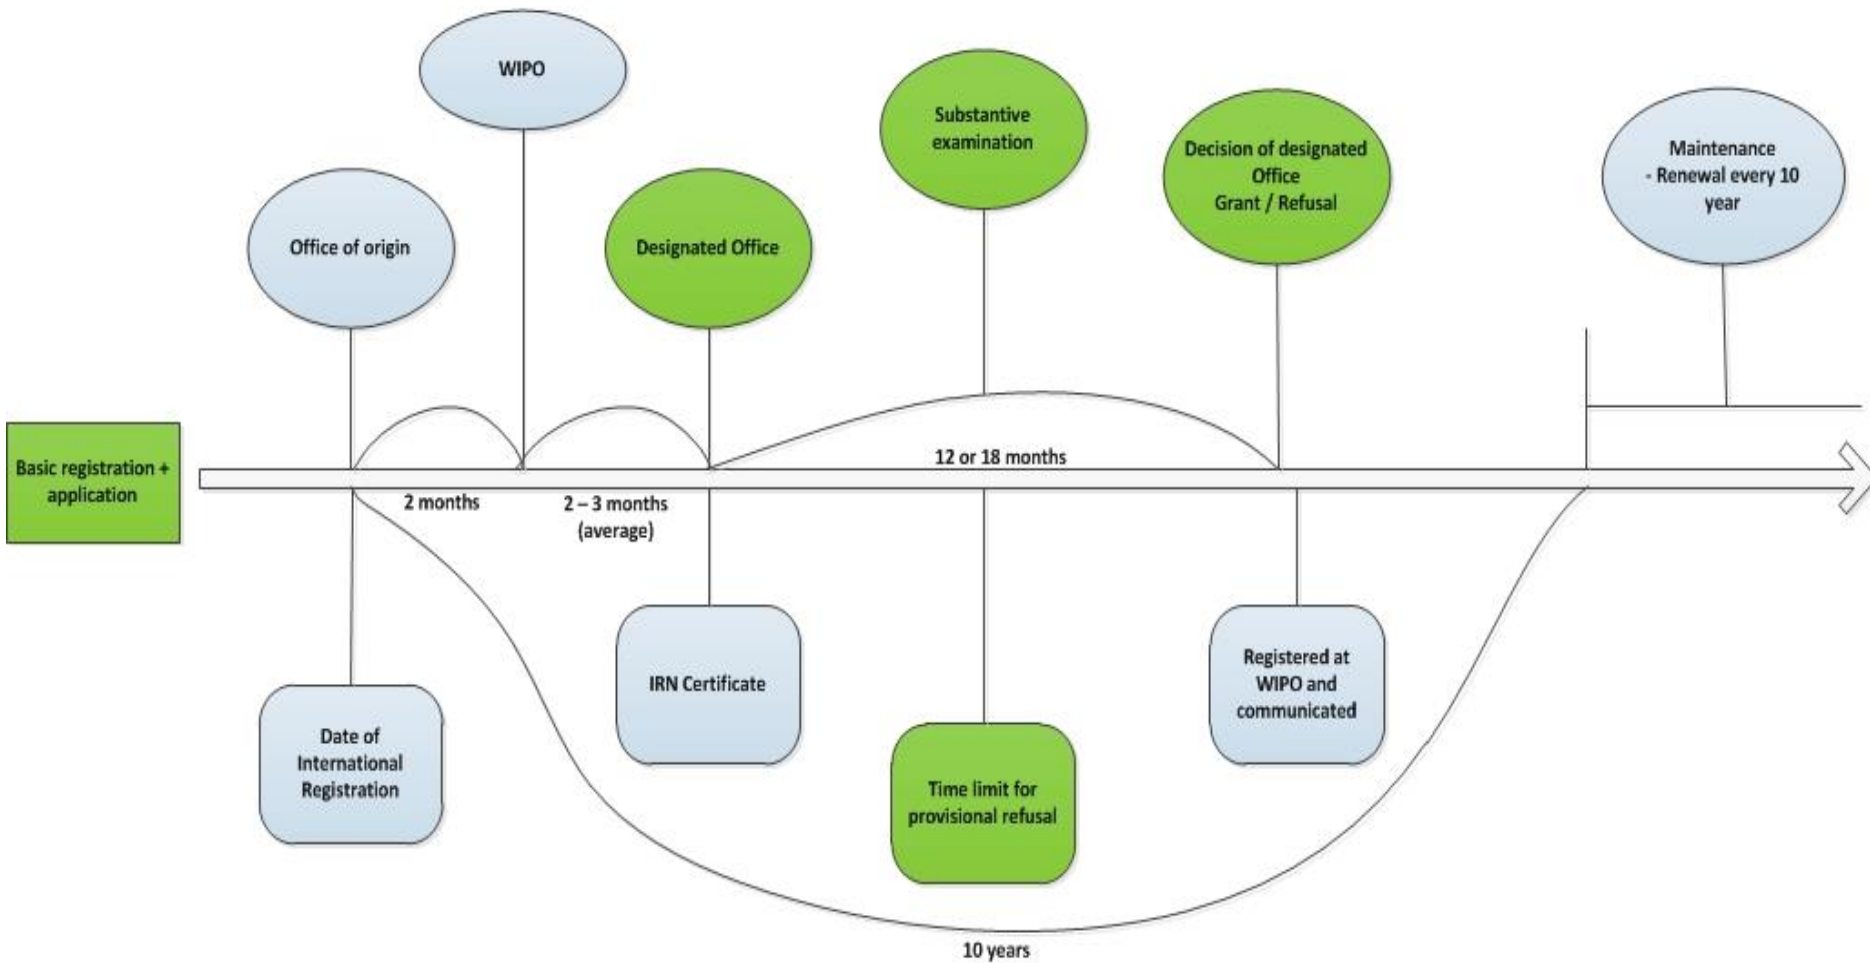 WIPO
Substantive
examination
Decision of designated
Office
Grant / Refusal
Maintenance
- Renewal every 10
year
Office of origin
Designated Office
Basic registration +
application
12 or 18 months
2 months
2 – 3 months
(average)
IRN Certificate
Registered at
WIPO and
communicated
Date of
International
Registration
Time limit for
provisional refusal
10 years